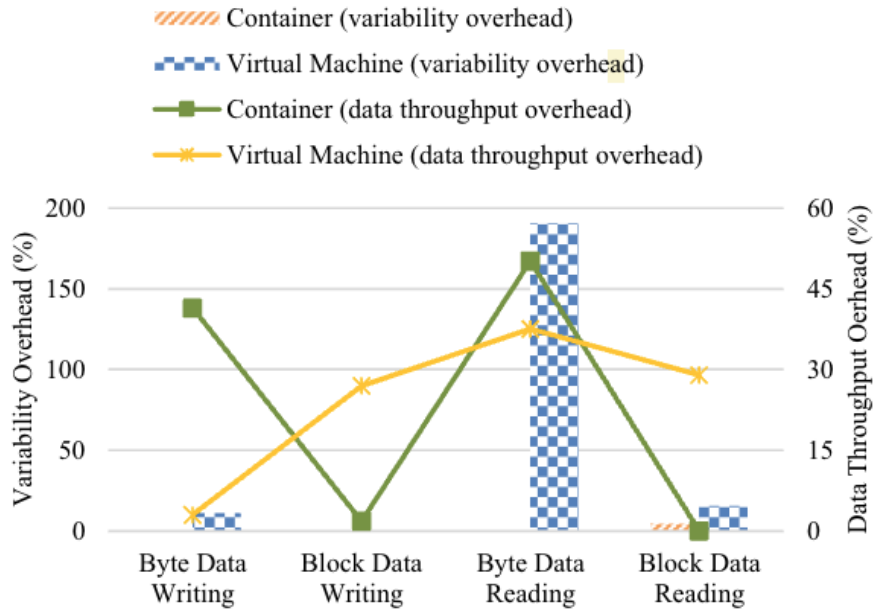 Container (variability overhead)
Virtual Machine (variability overhead)
Container (data throughput overhead)
Virtual Machine (data throughput overhead)
Variability Overhead (%)
200
150
100
50
0
60
45
30
15
0
Data Throughput Oerhead (%)
Byte Data
Writing
Block Data
Writing
Byte Data
Reading
Block Data
Reading